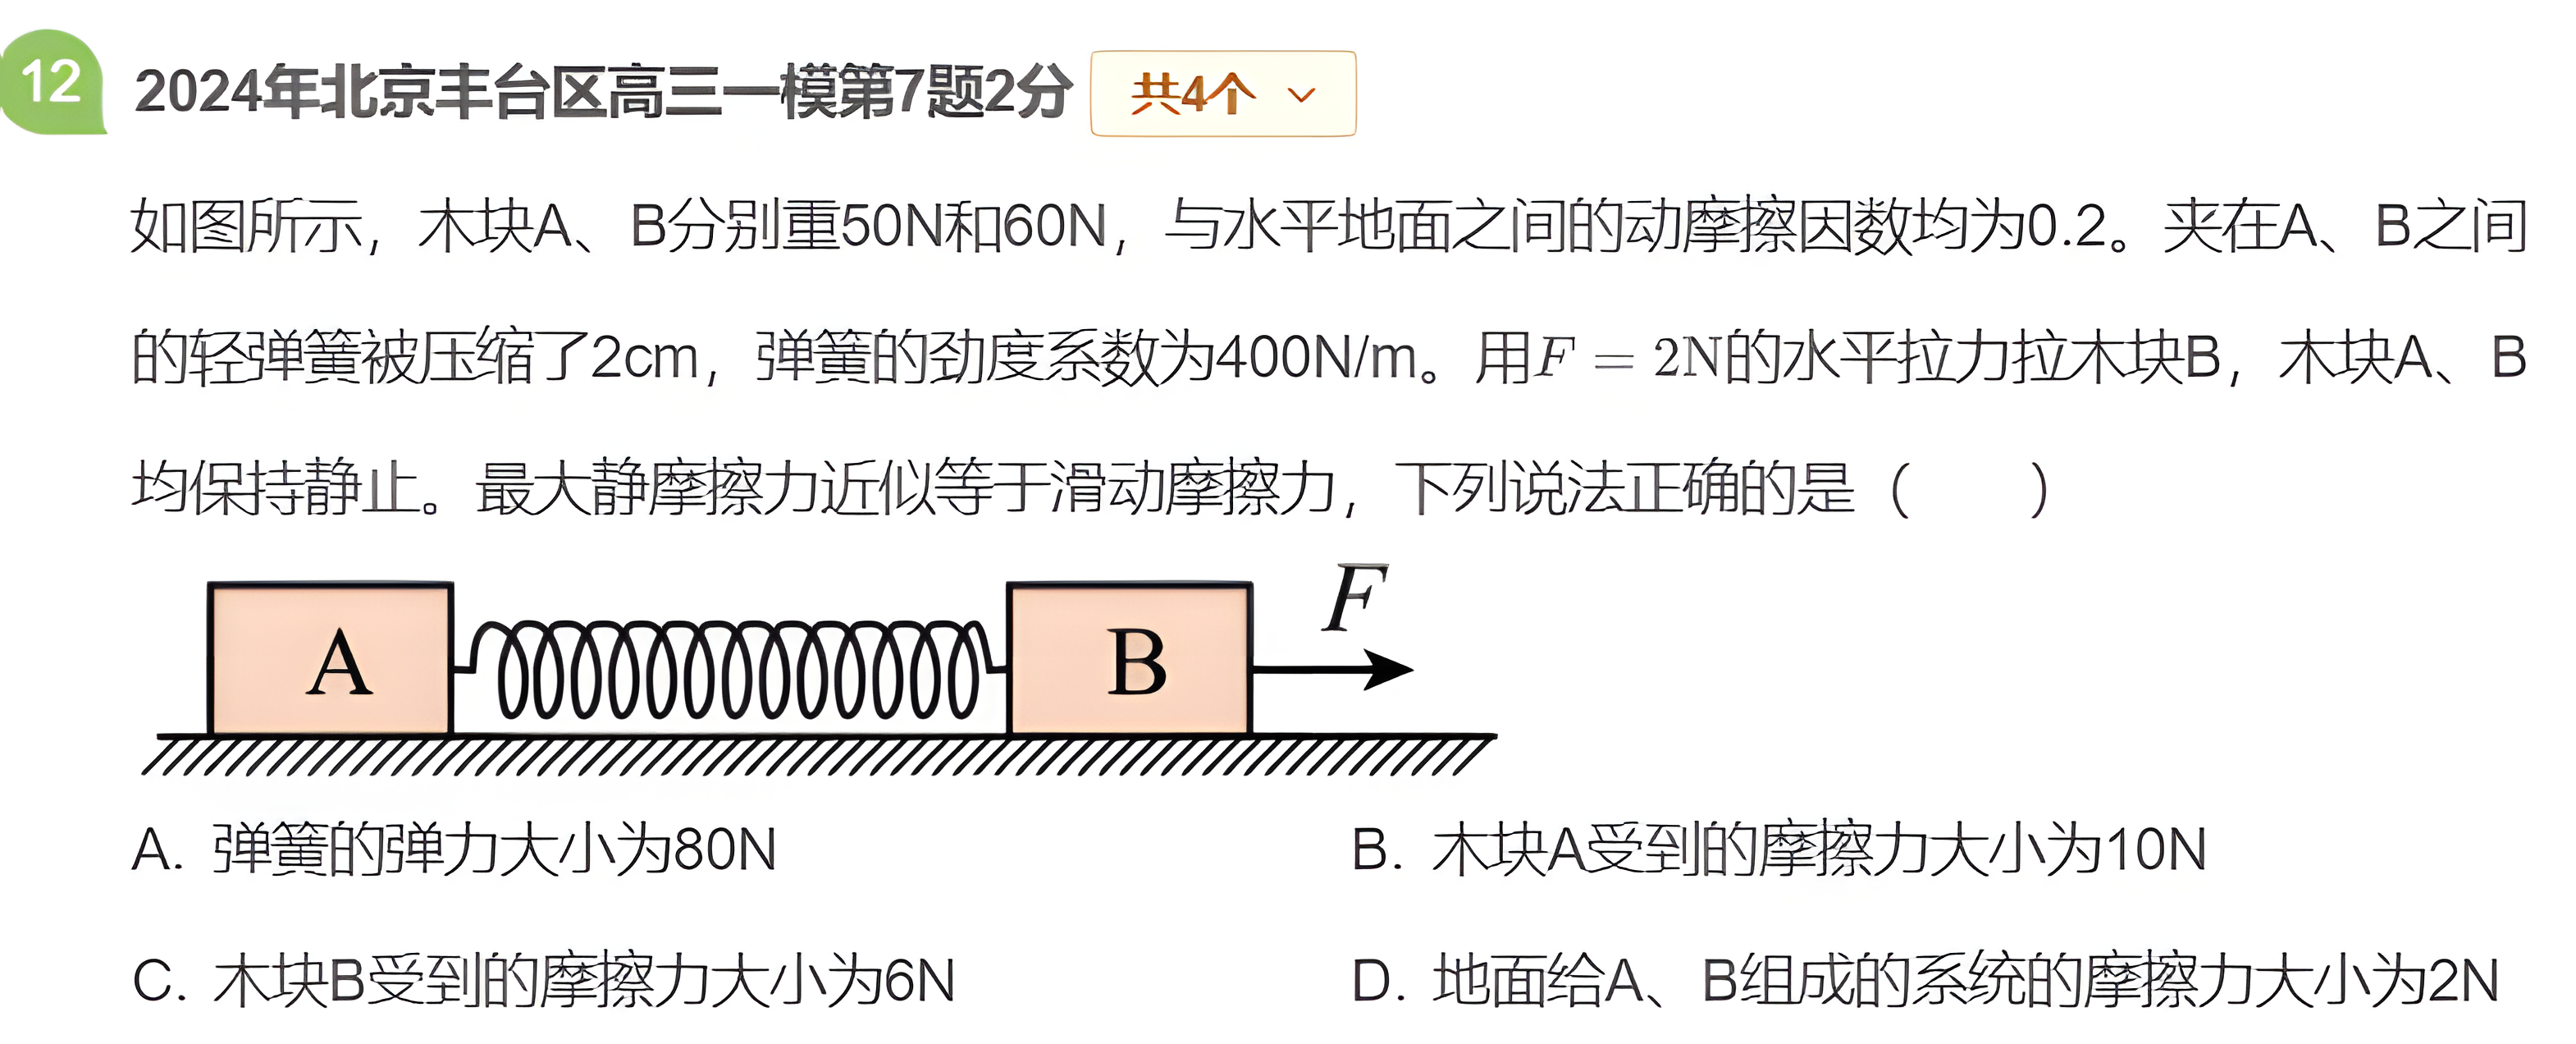 12 2024年北京丰台区高三一模第7题2分 共4个
如图所示，木块A、B分别重50N和60N，与水平地面之间的动摩擦因数均为0.2。夹在A、B之间
的轻弹簧被压缩了2cm，弹簧的劲度系数为400N/m。用F = 2N的水平拉力拉木块B，木块A、B
均保持静止。最大静摩擦力近似等于滑动摩擦力，下列说法正确的是（　　）
F
A B
A. 弹簧的弹力大小为80N B. 木块A受到的摩擦力大小为10N
C. 木块B受到的摩擦力大小为6N D. 地面给A、B组成的系统的摩擦力大小为2N